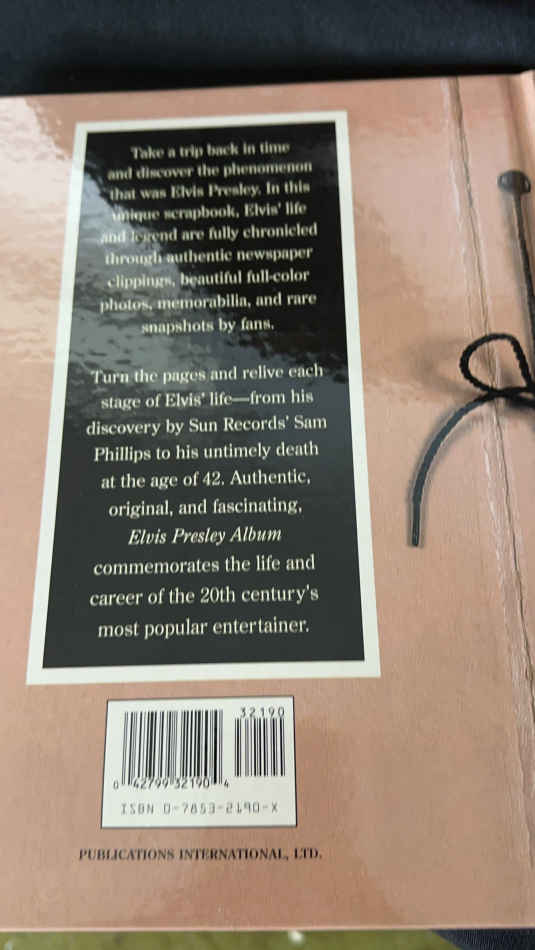 Take a trip back in time
and discover the phenomenon
that was Elvis Presley. In this
unique scrapbook, Elvis' life
and legend are fully chronicled
through authentic newspaper
clippings, beautiful full-color
photos, memorabilia, and rare
snapshots by fans.
Turn the pages and relive each
stage of Elvis' life—from his
discovery by Sun Records' Sam
Phillips to his untimely death
at the age of 42. Authentic,
original, and fascinating,
Elvis Presley Album
commemorates the life and
career of the 20th century's
most popular entertainer.
32190
0 42799 32190 4
ISBN 0-7853-2190-X
PUBLICATIONS INTERNATIONAL, LTD.